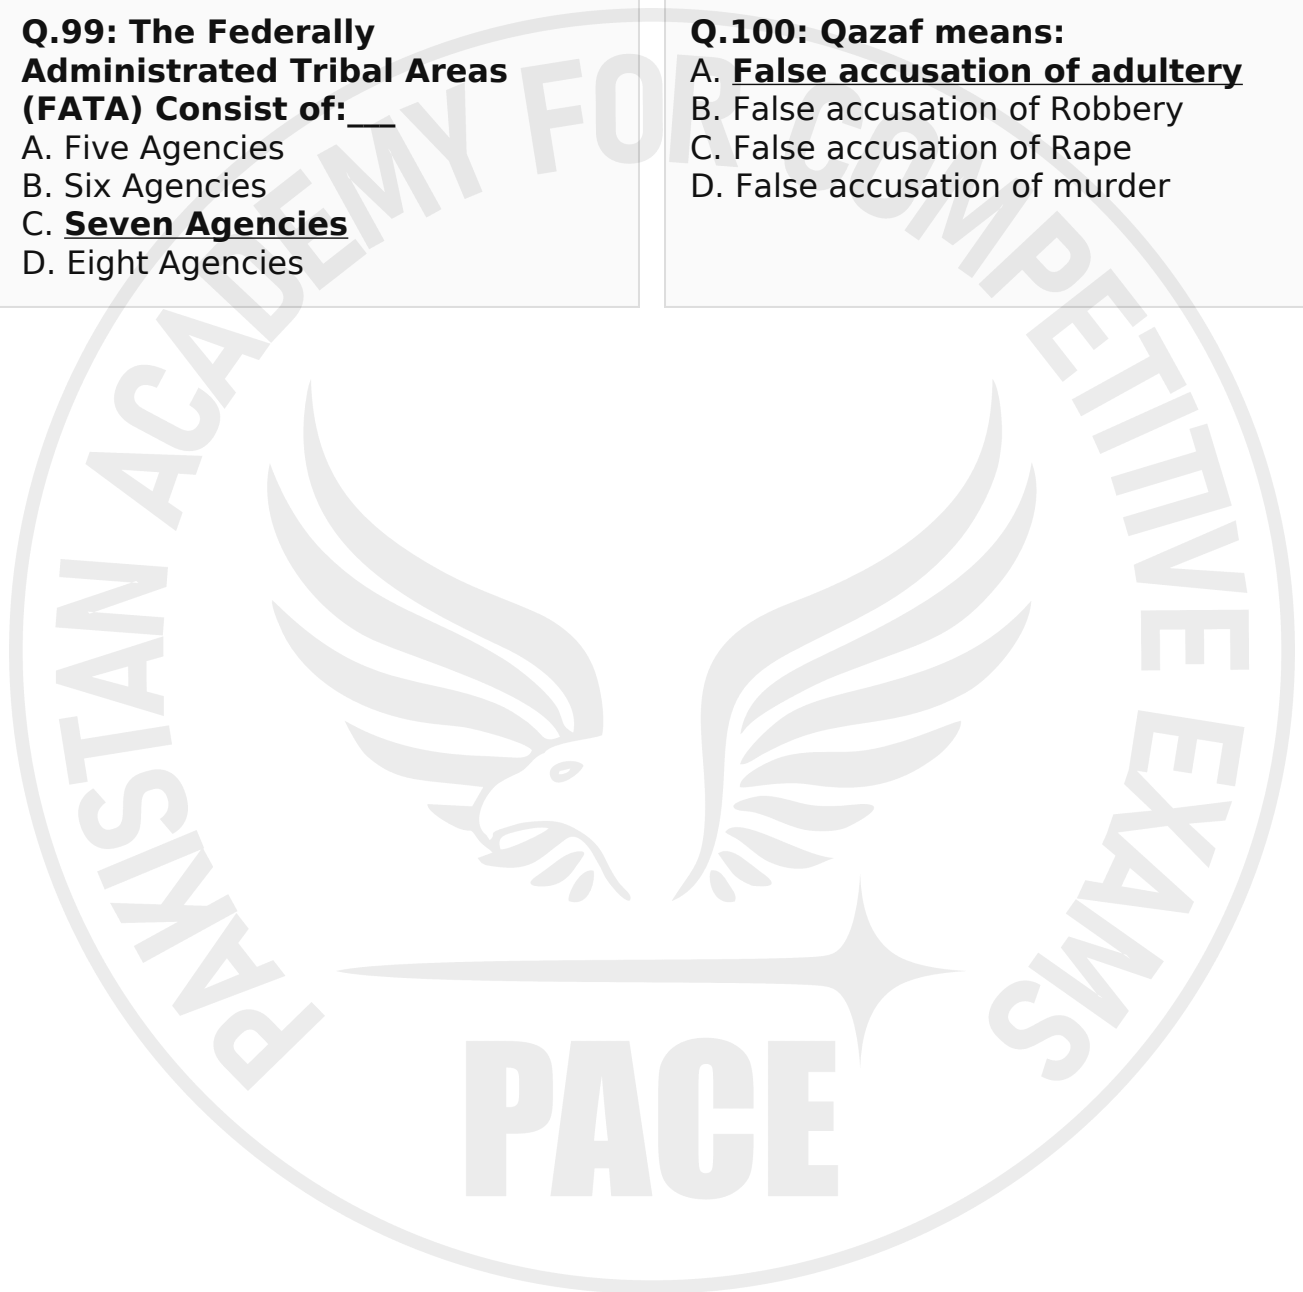 Q.99: The Federally
Administrated Tribal Areas
(FATA) Consist of:___
A. Five Agencies
B. Six Agencies
C. Seven Agencies
D. Eight Agencies
Q.100: Qazaf means:
A. False accusation of adultery
B. False accusation of Robbery
C. False accusation of Rape
D. False accusation of murder
PAKISTAN ACADEMY FOR COMPETITIVE EXAMS
PACE